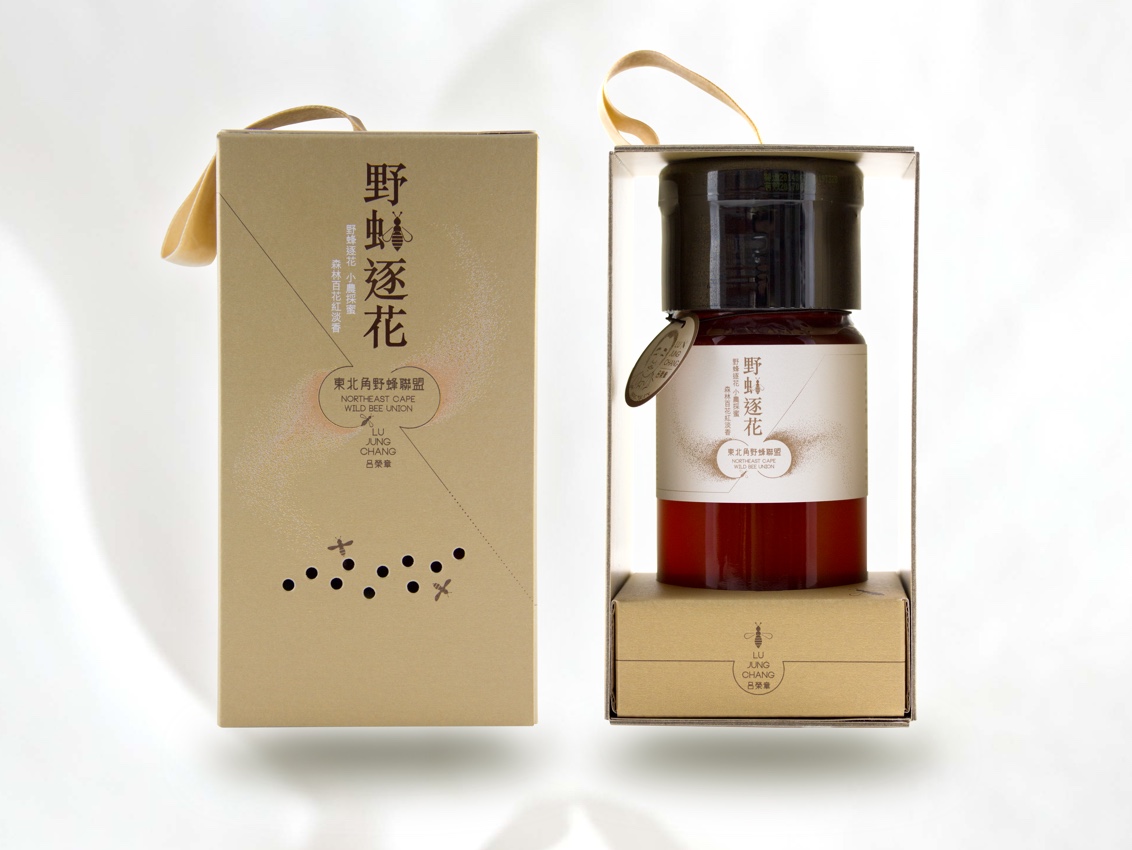 野蜂逐花
野蜂逐花 小農採蜜
森林百花紅淡香
東北角野蜂聯盟
NORTHEAST CAPE
WILD BEE UNION
LU
JUNG
CHANG
呂榮章
野蜂逐花
野蜂逐花 小農採蜜
森林百花紅淡香
東北角野蜂聯盟
NORTHEAST CAPE
WILD BEE UNION
LU
JUNG
CHANG
呂榮章